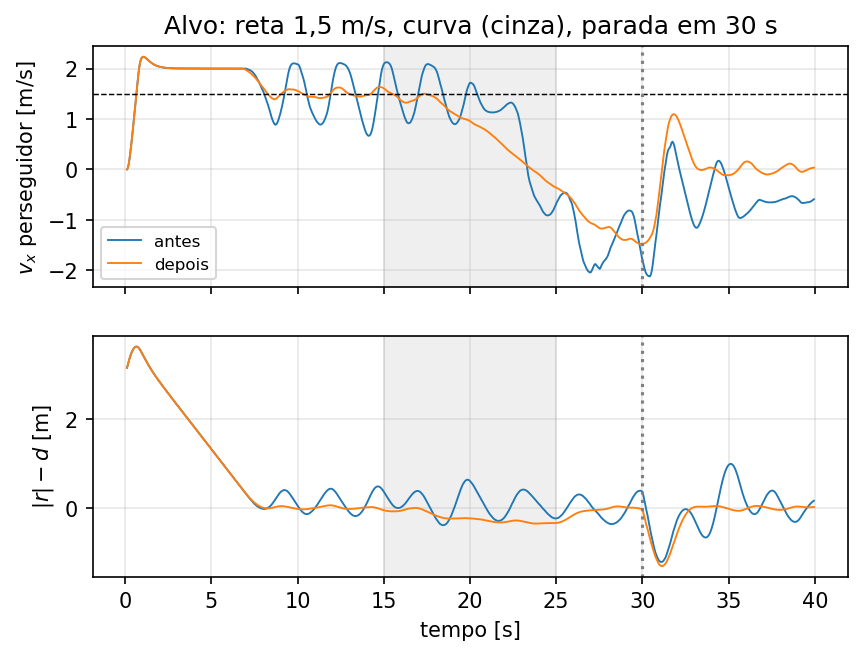 Alvo: reta 1,5 m/s, curva (cinza), parada em 30 s
vₓ perseguidor [m/s]
2
1
0
−1
−2
antes
depois
|r| − d [m]
2
0
0 5 10 15 20 25 30 35 40
tempo [s]